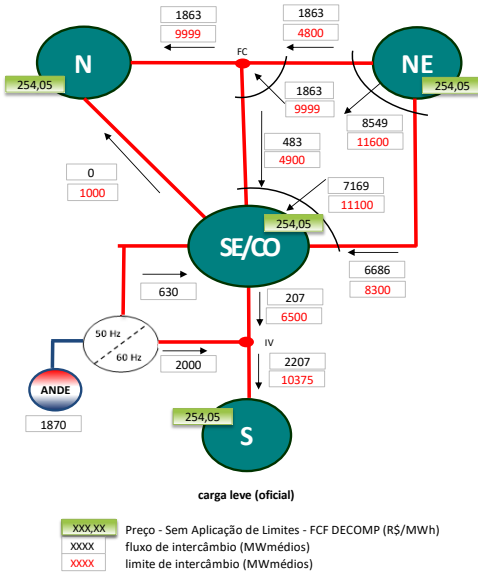 1863
9999
1863
4800
FC
N
NE
254,05
254,05
1863
9999
8549
11600
483
4900
0
1000
7169
11100
254,05
SE/CO
6686
8300
630
207
6500
50 Hz
60 Hz
IV
2000
2207
10375
ANDE
1870
254,05
S
carga leve (oficial)
XXX,XX Preço - Sem Aplicação de Limites - FCF DECOMP (R$/MWh)
XXXX fluxo de intercâmbio (MWmédios)
XXXX limite de intercâmbio (MWmédios)